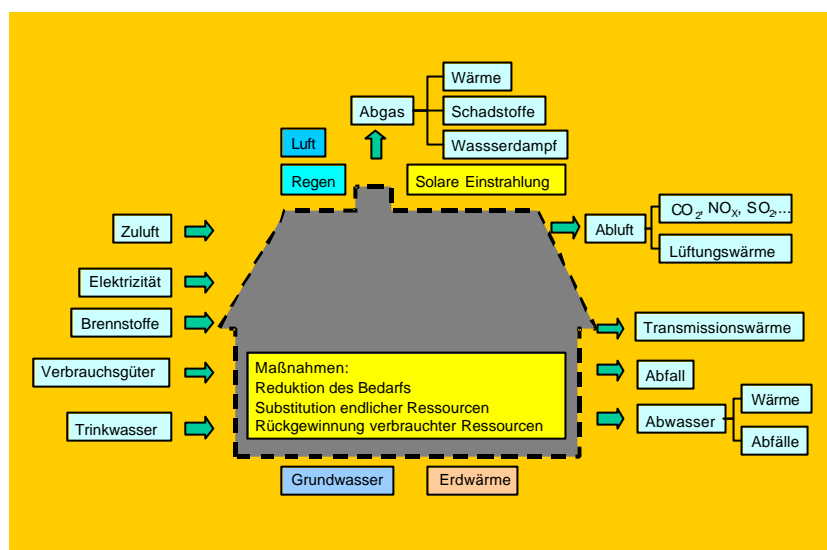 Wärme
Abgas
Schadstoffe
Wassserdampf
Luft
Regen
Solare Einstrahlung
CO2, NOX, SO2,...
Zuluft
Abluft
Lüftungswärme
Elektrizität
Brennstoffe
Transmissionswärme
Verbrauchsgüter
Maßnahmen:
Reduktion des Bedarfs
Substitution endlicher Ressourcen
Rückgewinnung verbrauchter Ressourcen
Abfall
Wärme
Trinkwasser
Abwasser
Abfälle
Grundwasser
Erdwärme